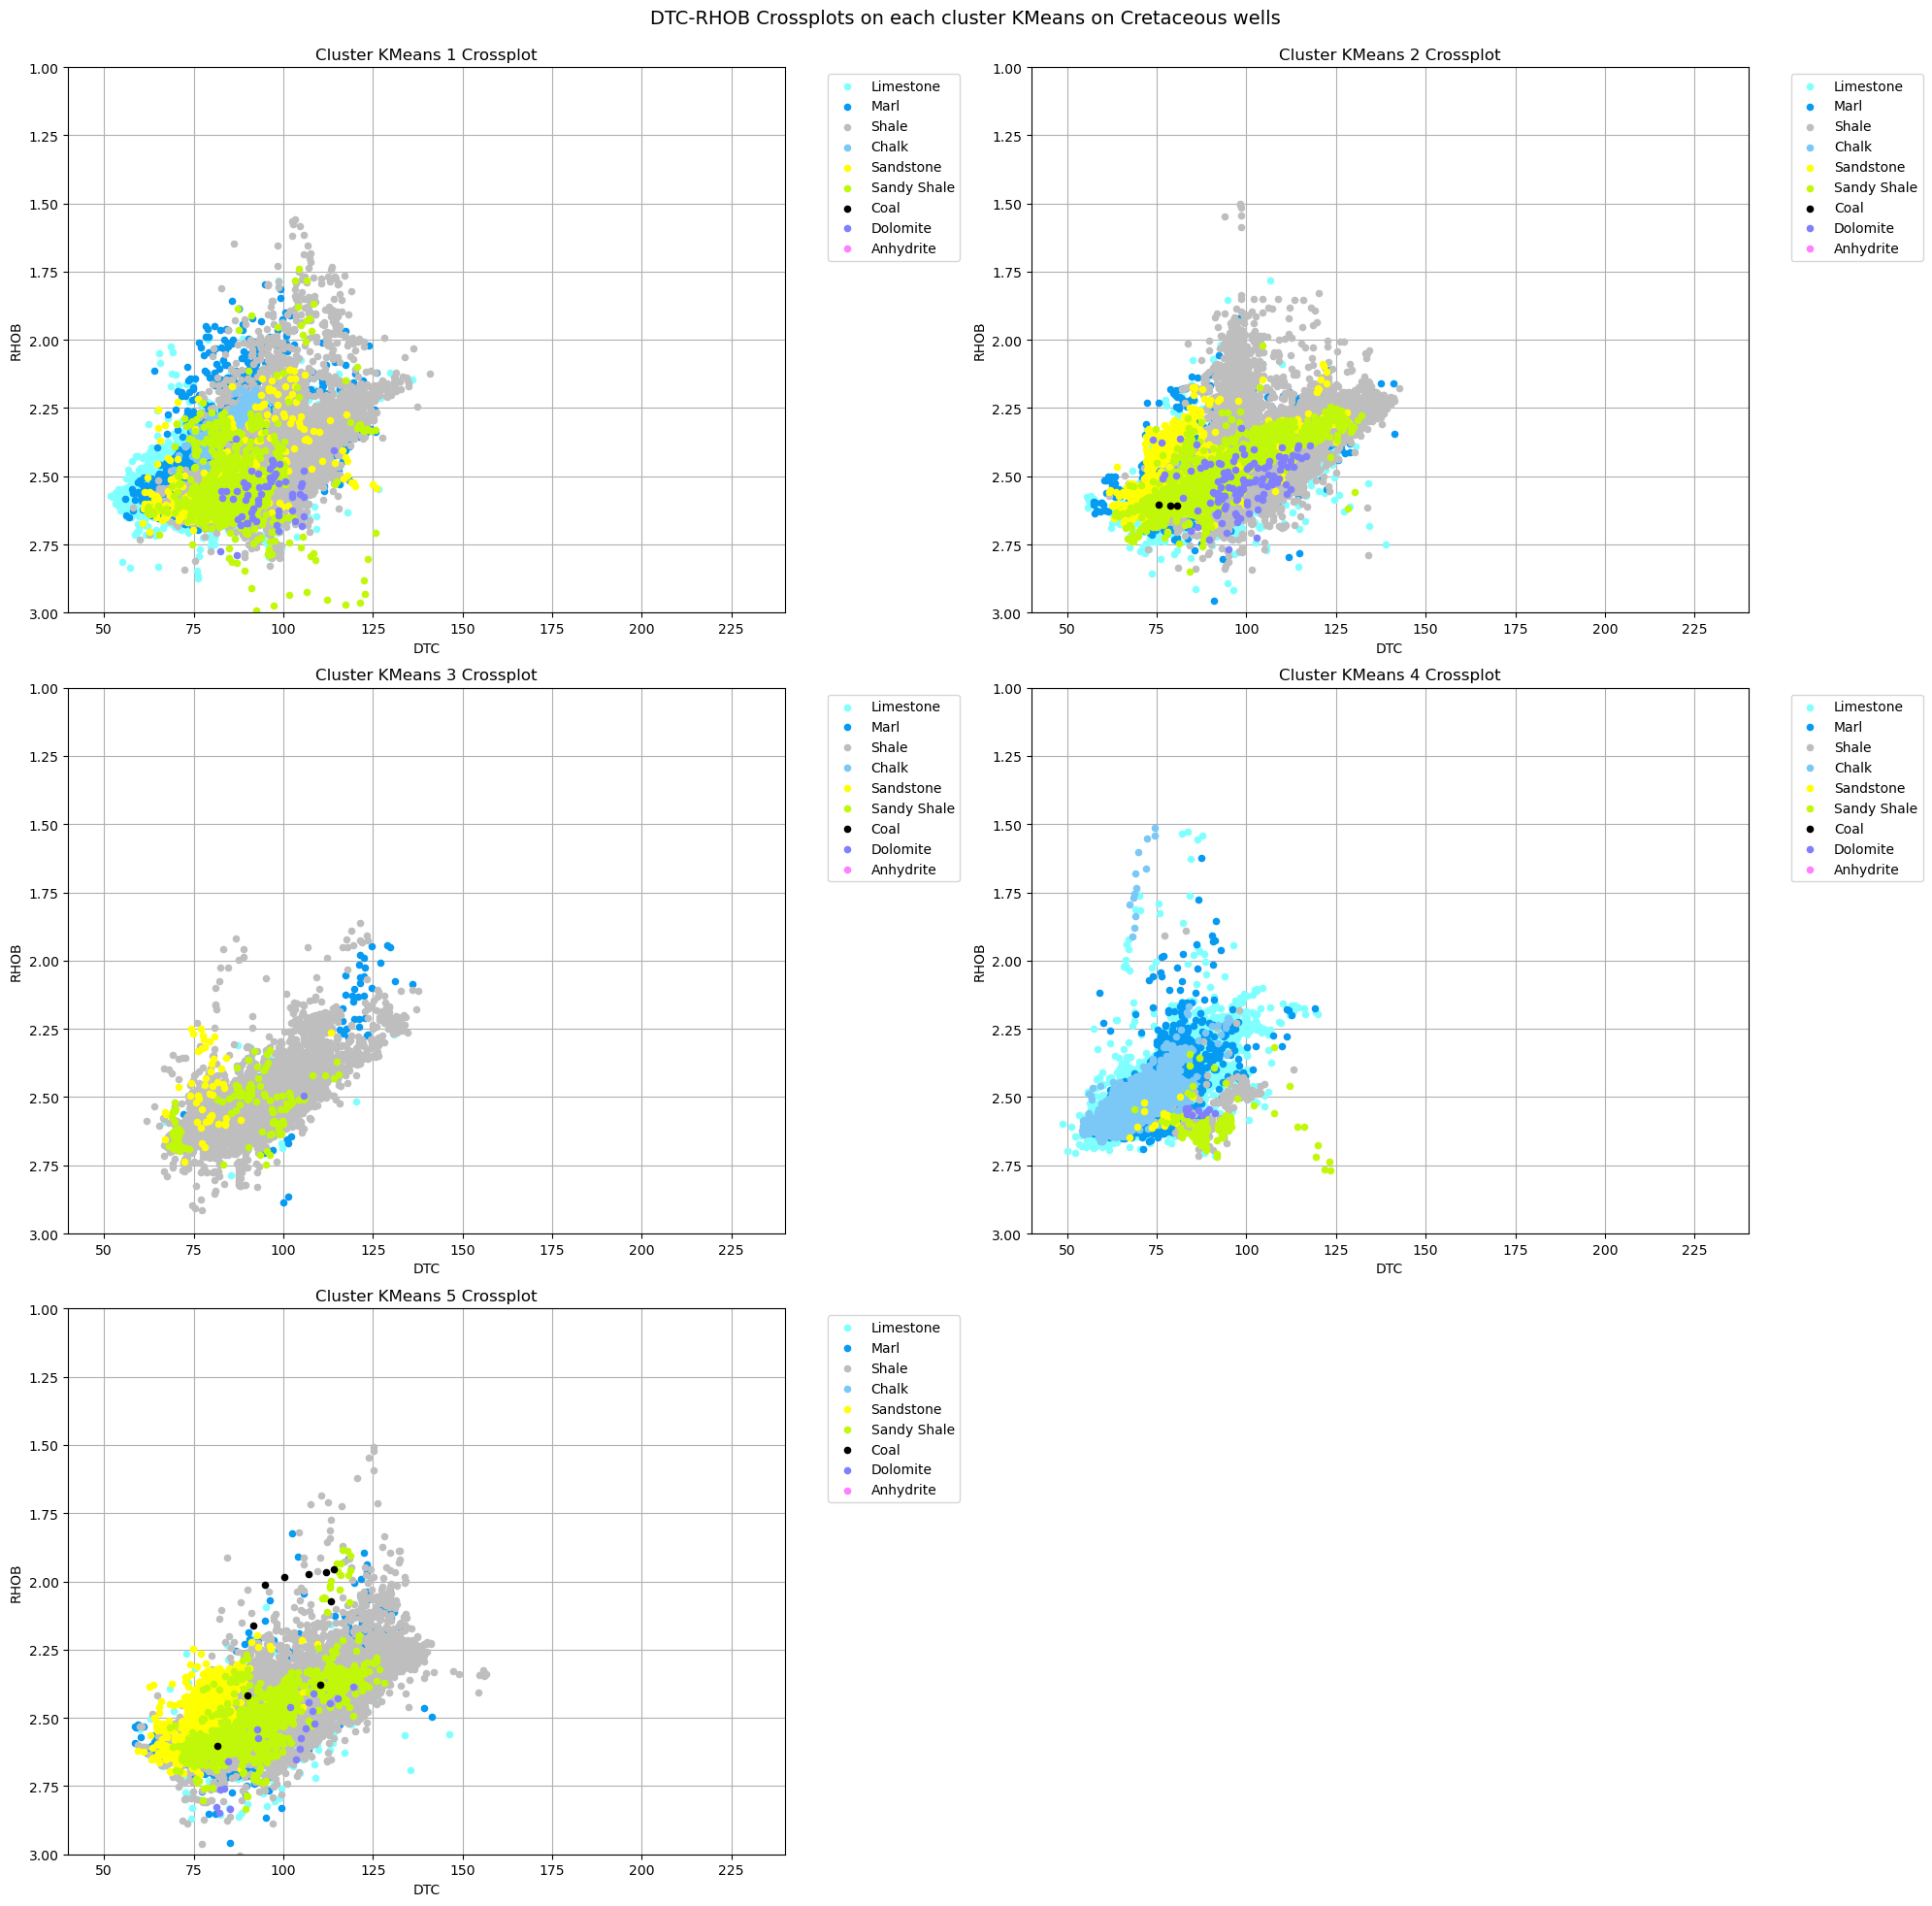 DTC-RHOB Crossplots on each cluster KMeans on Cretaceous wells
Cluster KMeans 1 Crossplot
1.00
1.25
1.50
1.75
2.00
2.25
2.50
2.75
3.00
RHOB
50 75 100 125 150 175 200 225
DTC
Limestone
Marl
Shale
Chalk
Sandstone
Sandy Shale
Coal
Dolomite
Anhydrite
Cluster KMeans 2 Crossplot
1.00
1.25
1.50
1.75
2.00
2.25
2.50
2.75
3.00
RHOB
50 75 100 125 150 175 200 225
DTC
Limestone
Marl
Shale
Chalk
Sandstone
Sandy Shale
Coal
Dolomite
Anhydrite
Cluster KMeans 3 Crossplot
1.00
1.25
1.50
1.75
2.00
2.25
2.50
2.75
3.00
RHOB
50 75 100 125 150 175 200 225
DTC
Limestone
Marl
Shale
Chalk
Sandstone
Sandy Shale
Coal
Dolomite
Anhydrite
Cluster KMeans 4 Crossplot
1.00
1.25
1.50
1.75
2.00
2.25
2.50
2.75
3.00
RHOB
50 75 100 125 150 175 200 225
DTC
Limestone
Marl
Shale
Chalk
Sandstone
Sandy Shale
Coal
Dolomite
Anhydrite
Cluster KMeans 5 Crossplot
1.00
1.25
1.50
1.75
2.00
2.25
2.50
2.75
3.00
RHOB
50 75 100 125 150 175 200 225
DTC
Limestone
Marl
Shale
Chalk
Sandstone
Sandy Shale
Coal
Dolomite
Anhydrite